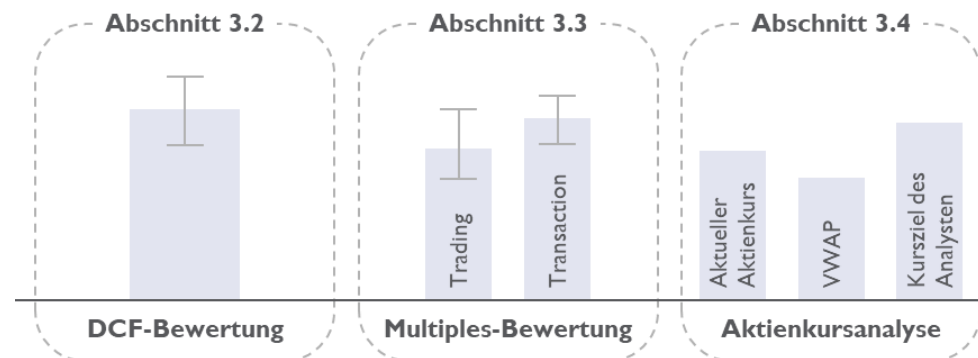 Abschnitt 3.2
Abschnitt 3.3
Abschnitt 3.4
Trading
Transaction
Aktueller
Aktienkurs
VWAP
Kursziel des
Analysten
DCF-Bewertung
Multiples-Bewertung
Aktienkursanalyse